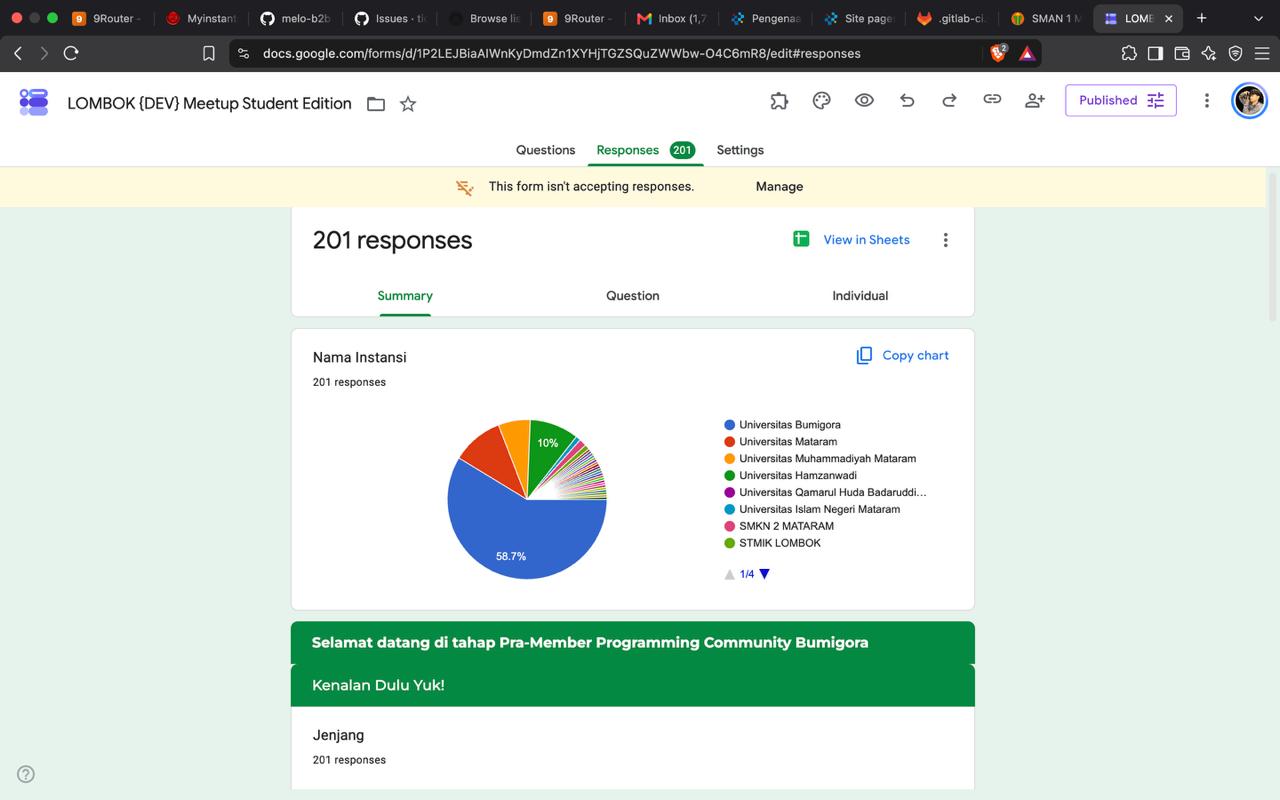 9Router -
Myinstant
melo-b2b
Issues · ti
Browse lis
9Router -
Inbox (1,7
Pengenaa
Site page
.gitlab-ci.
SMAN 1 M
LOMB
docs.google.com/forms/d/1P2LEJBiaAIWnKyDmdZn1XYHjTGZSQuZWWbw-O4C6mR8/edit#responses
2
LOMBOK {DEV} Meetup Student Edition
Published
Questions
Responses 201
Settings
This form isn't accepting responses.
Manage
201 responses
View in Sheets
Summary
Question
Individual
Nama Instansi
Copy chart
201 responses
10%
58.7%
Universitas Bumigora
Universitas Mataram
Universitas Muhammadiyah Mataram
Universitas Hamzanwadi
Universitas Qamarul Huda Badaruddi…
Universitas Islam Negeri Mataram
SMKN 2 MATARAM
STMIK LOMBOK
1/4
Selamat datang di tahap Pra-Member Programming Community Bumigora
Kenalan Dulu Yuk!
Jenjang
201 responses